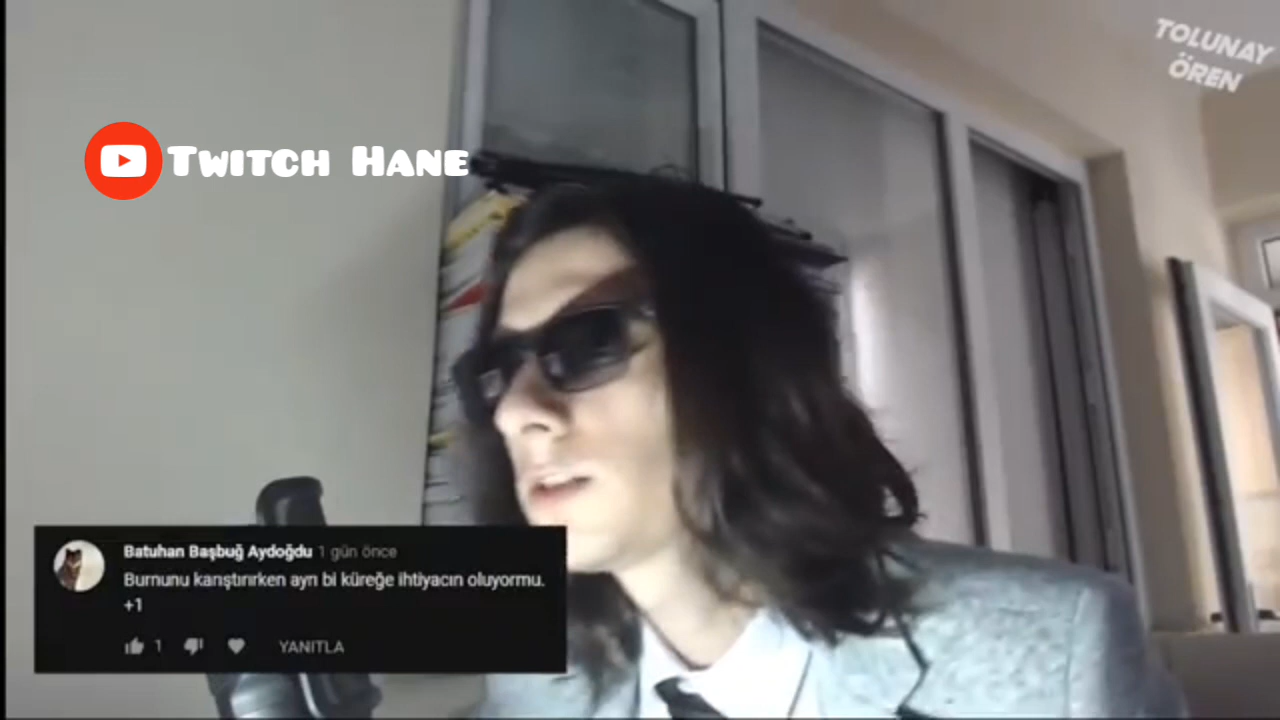 TOLUNAY
ÖREN
Twitch Hane
Batuhan Başbuğ Aydoğdu 1 gün önce
Burnunu karıştırırken ayrı bi küreğe ihtiyacın oluyormu.
+1
1
YANITLA